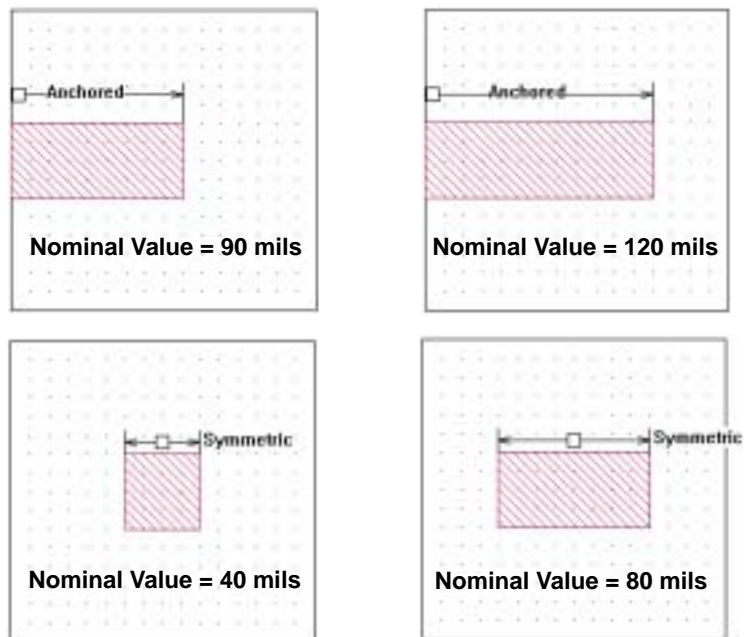 Anchored
Nominal Value = 90 mils
Anchored
Nominal Value = 120 mils
Symmetric
Nominal Value = 40 mils
Symmetric
Nominal Value = 80 mils